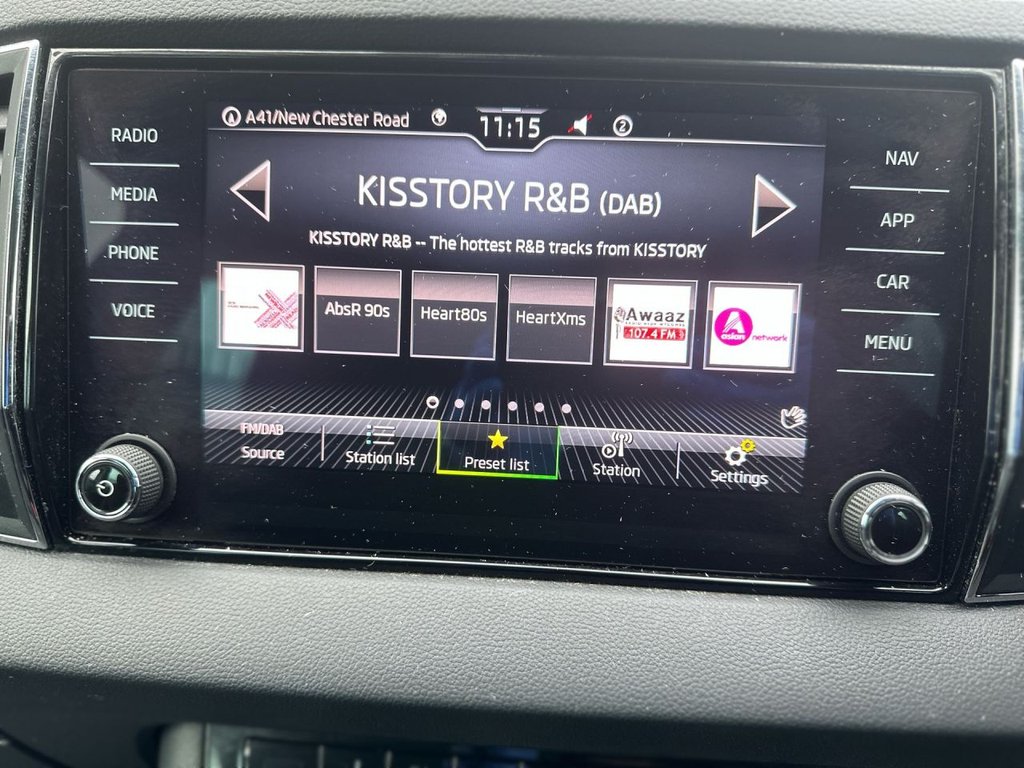 RADIO
MEDIA
PHONE
VOICE
A41/New Chester Road
11:15
2
KISSTORY R&B (DAB)
KISSTORY R&B -- The hottest R&B tracks from KISSTORY
AbsR 90s
Heart80s
HeartXms
Awaaz
107.4 FM
asian network
FM/DAB
Source
Station list
Preset list
Station
Settings
NAV
APP
CAR
MENU